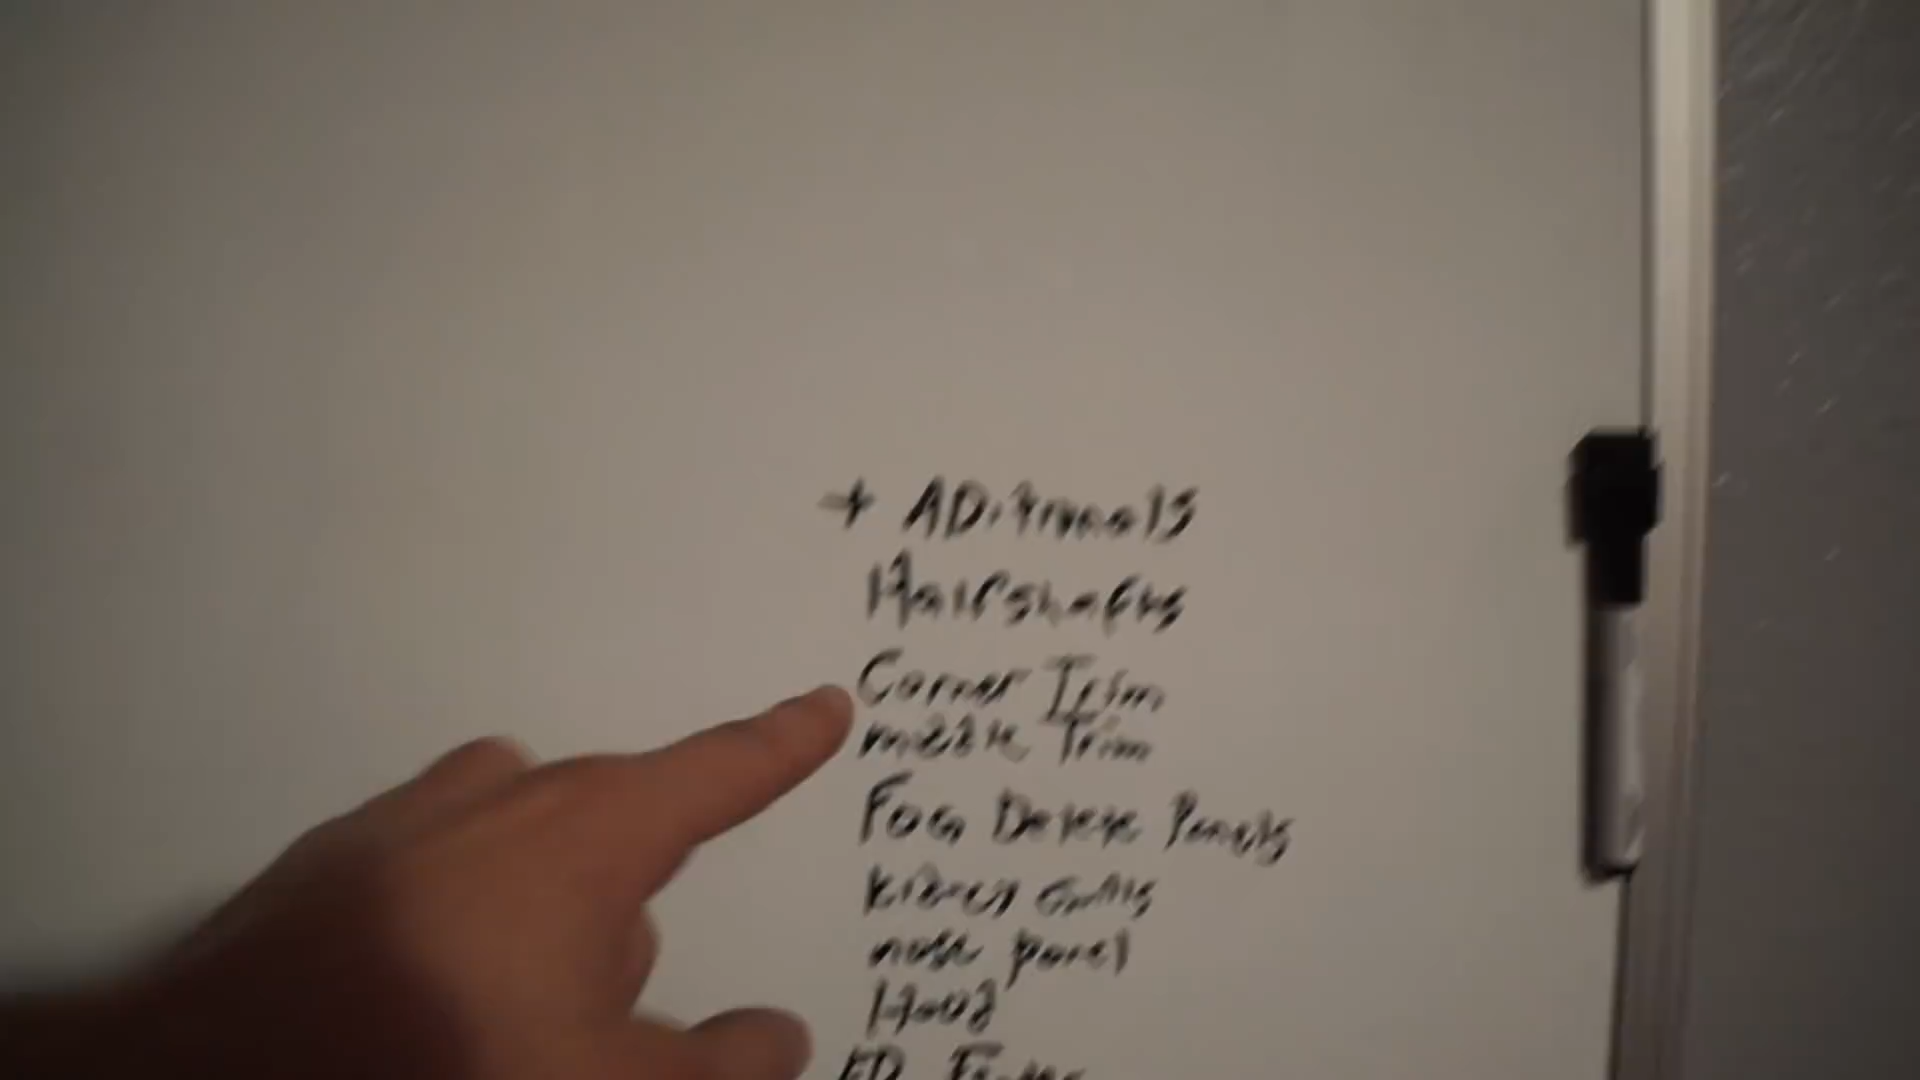 + ADitionals
Halfshafts
Corner Trim
middle Trim
Fog Delete Panels
kidney Grills
nose panel
Hood